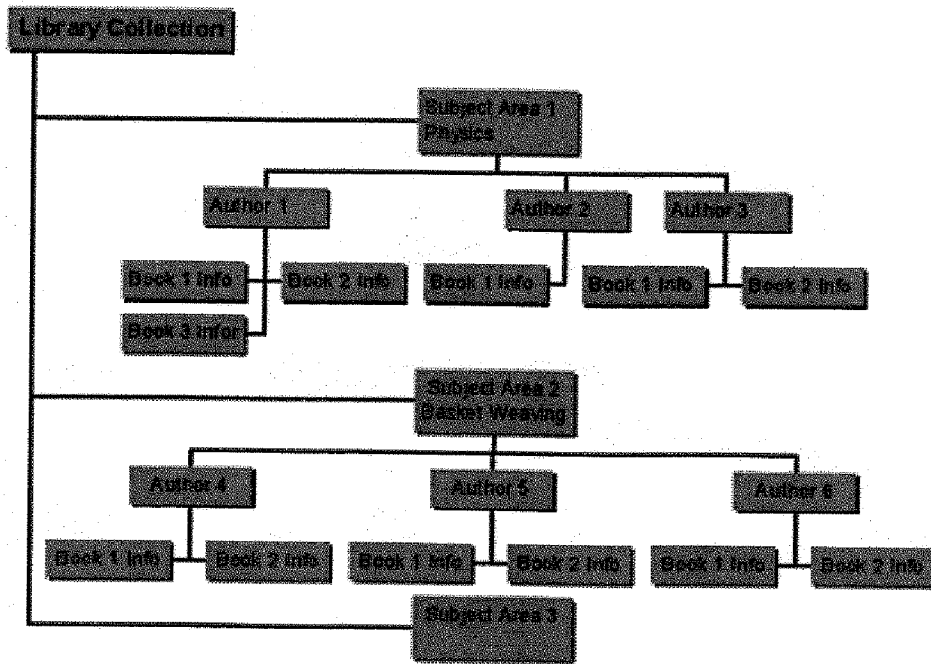 Library Collection
Subject Area 1
Physics
Author 1
Author 2
Author 3
Book 1 Info
Book 2 Info
Book 1 Info
Book 1 Info
Book 2 Info
Book 3 Infor
Subject Area 2
Basket Weaving
Author 4
Author 5
Author 6
Book 1 Info
Book 2 Info
Book 1 Info
Book 2 Info
Book 1 Info
Book 2 Info
Subject Area 3